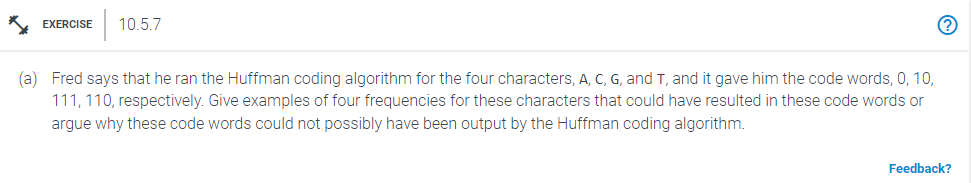 EXERCISE 10.5.7
(a) Fred says that he ran the Huffman coding algorithm for the four characters, A, C, G, and T, and it gave him the code words, 0, 10,
111, 110, respectively. Give examples of four frequencies for these characters that could have resulted in these code words or
argue why these code words could not possibly have been output by the Huffman coding algorithm.
Feedback?